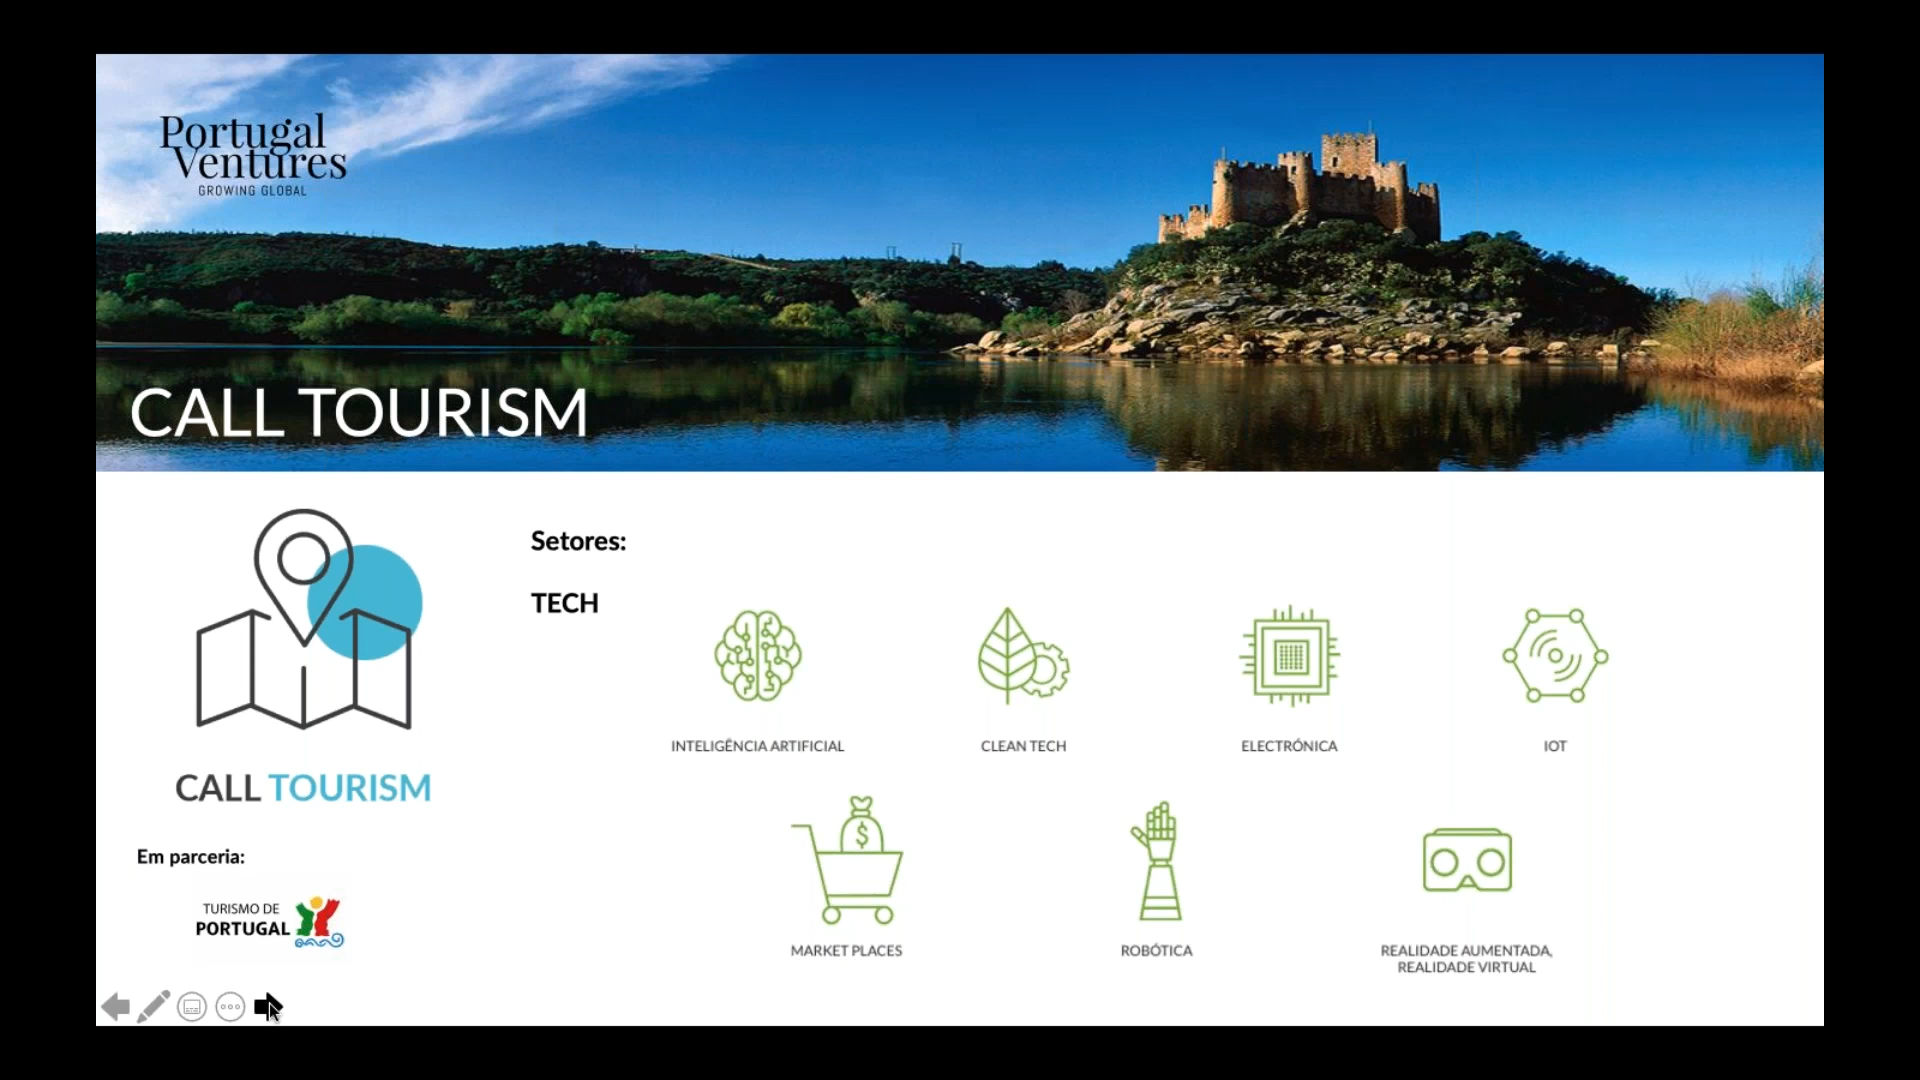 Portugal
Ventures
GROWING GLOBAL
CALL TOURISM
CALL TOURISM
Em parceria:
TURISMO DE
PORTUGAL
Setores:
TECH
INTELIGÊNCIA ARTIFICIAL
CLEAN TECH
ELECTRÓNICA
IOT
$
MARKET PLACES
ROBÓTICA
REALIDADE AUMENTADA,
REALIDADE VIRTUAL